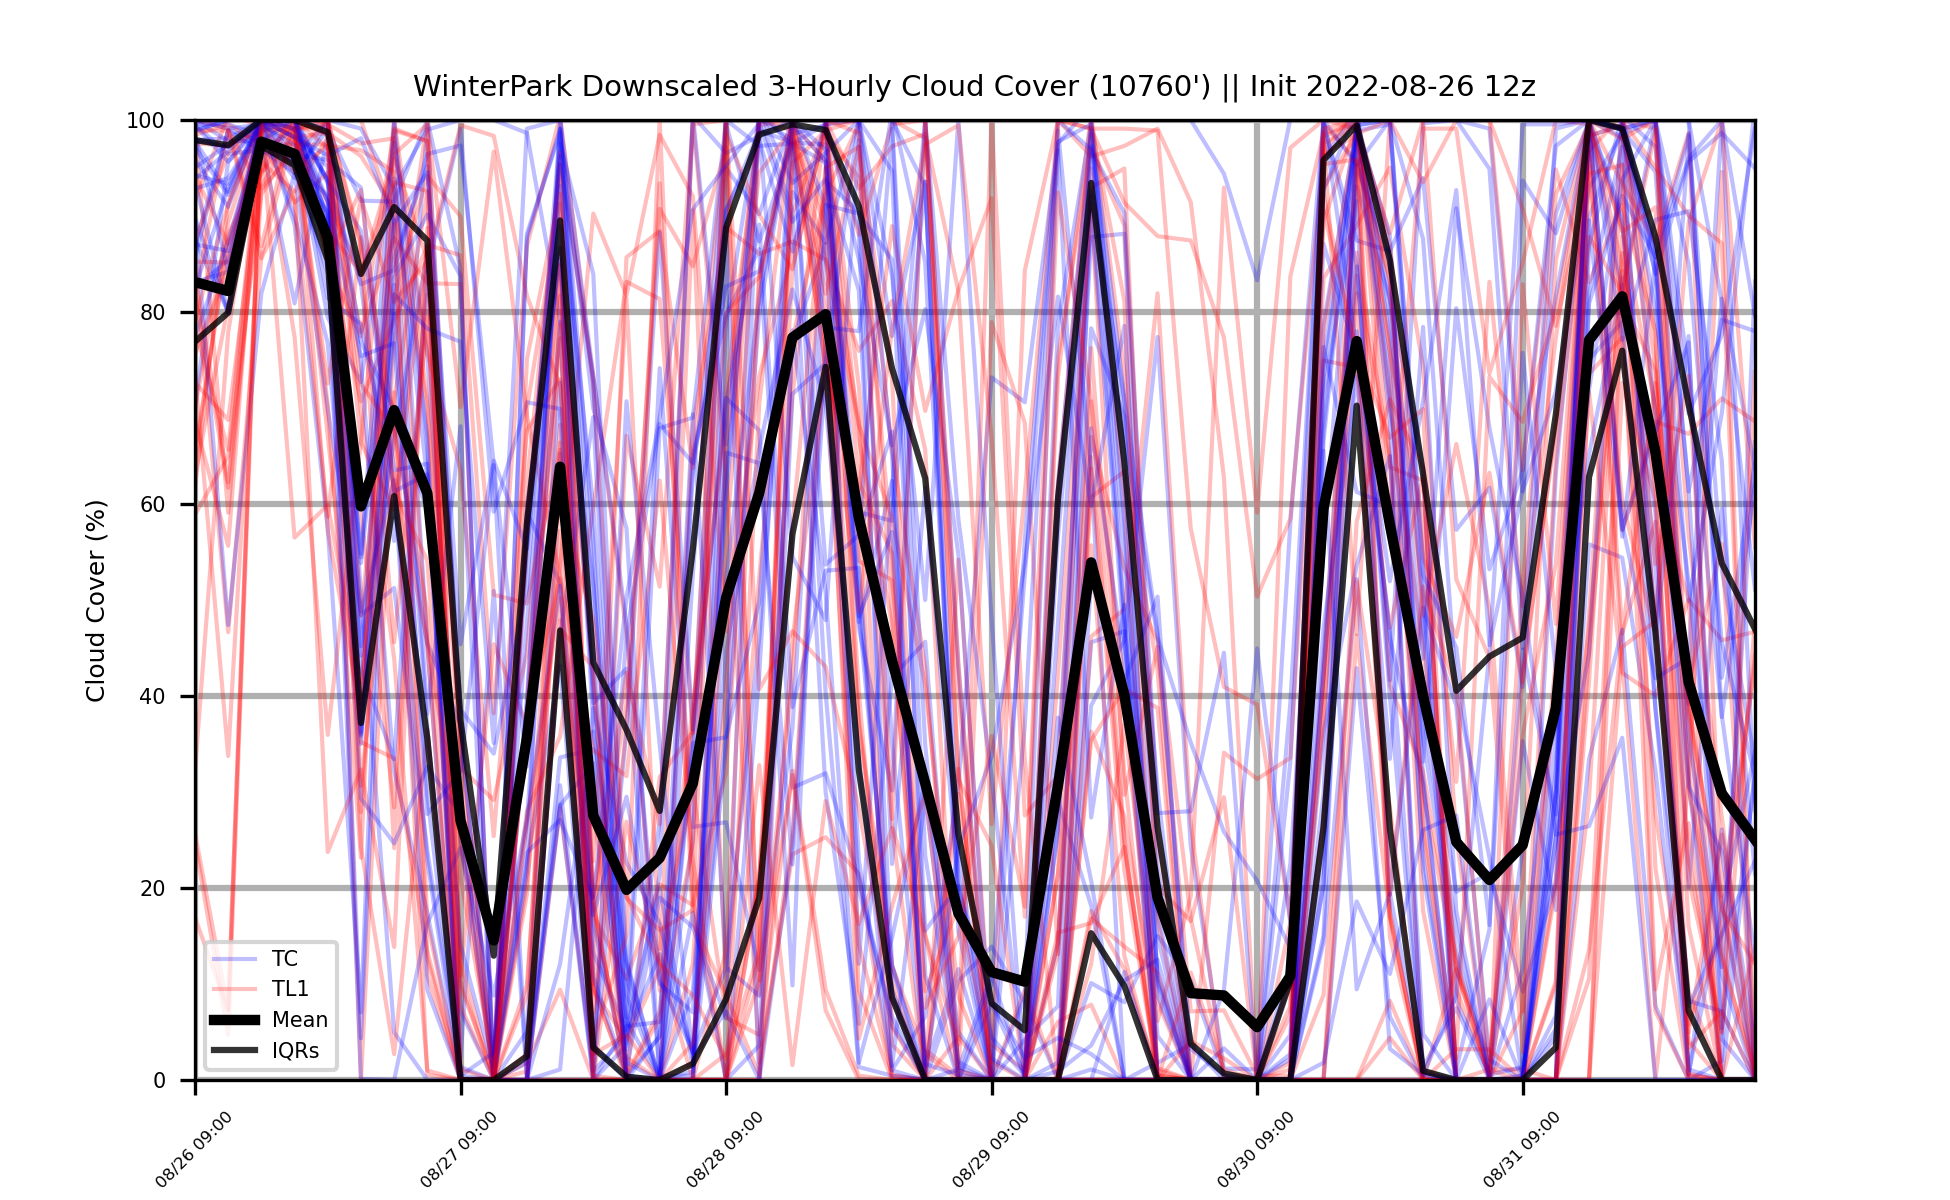 WinterPark Downscaled 3-Hourly Cloud Cover (10760') || Init 2022-08-26 12z
Cloud Cover (%)
100
80
60
40
20
0
TC
TL1
Mean
IQRs
08/26 09:00
08/27 09:00
08/28 09:00
08/29 09:00
08/30 09:00
08/31 09:00